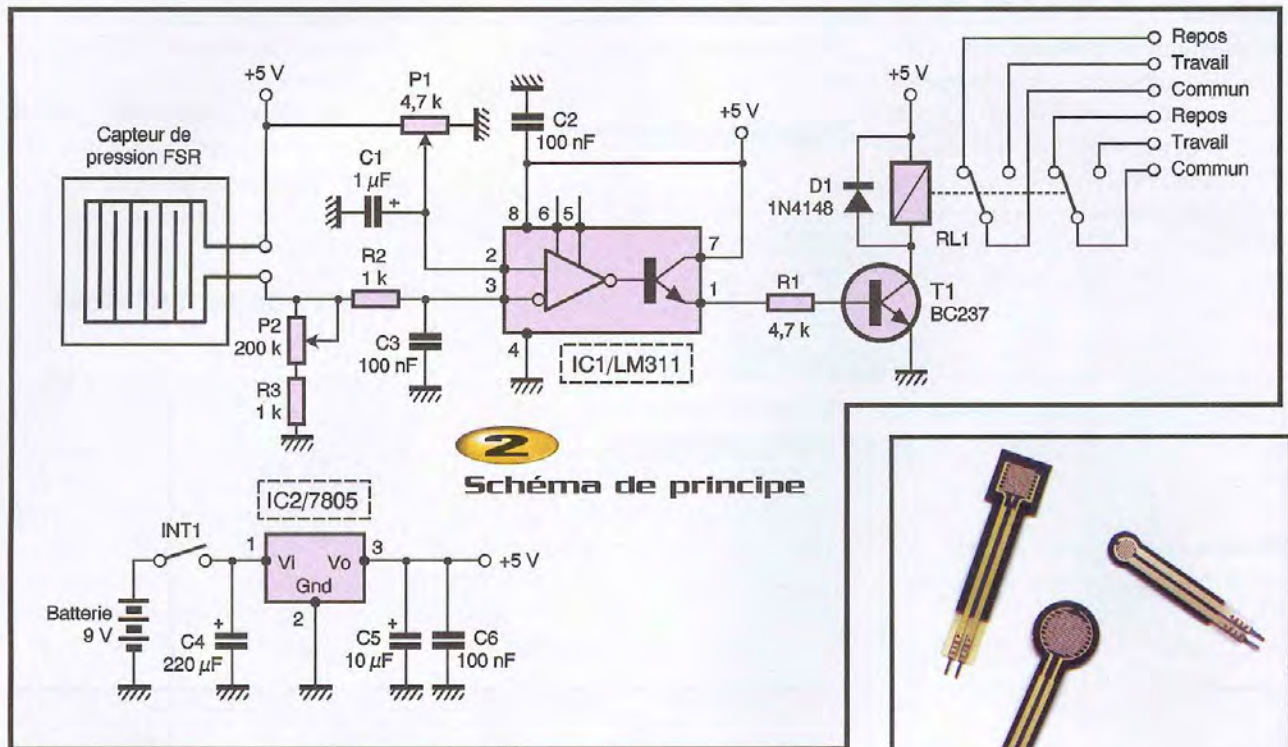 Capteur de
pression FSR
+5 V
P1
4,7 k
C1
1 µF
+
C2
100 nF
+5 V
8
6
5
7
2
3
1
4
R2
1 k
C3
100 nF
P2
200 k
R3
1 k
IC1/LM311
R1
4,7 k
+5 V
D1
1N4148
RL1
T1
BC237
Repos
Travail
Commun
Repos
Travail
Commun
2
Schéma de principe
IC2/7805
INT1
1
VI
Vo
3
Gnd
2
+5 V
Batterie
9 V
+
C4
220 µF
+
C5
10 µF
C6
100 nF